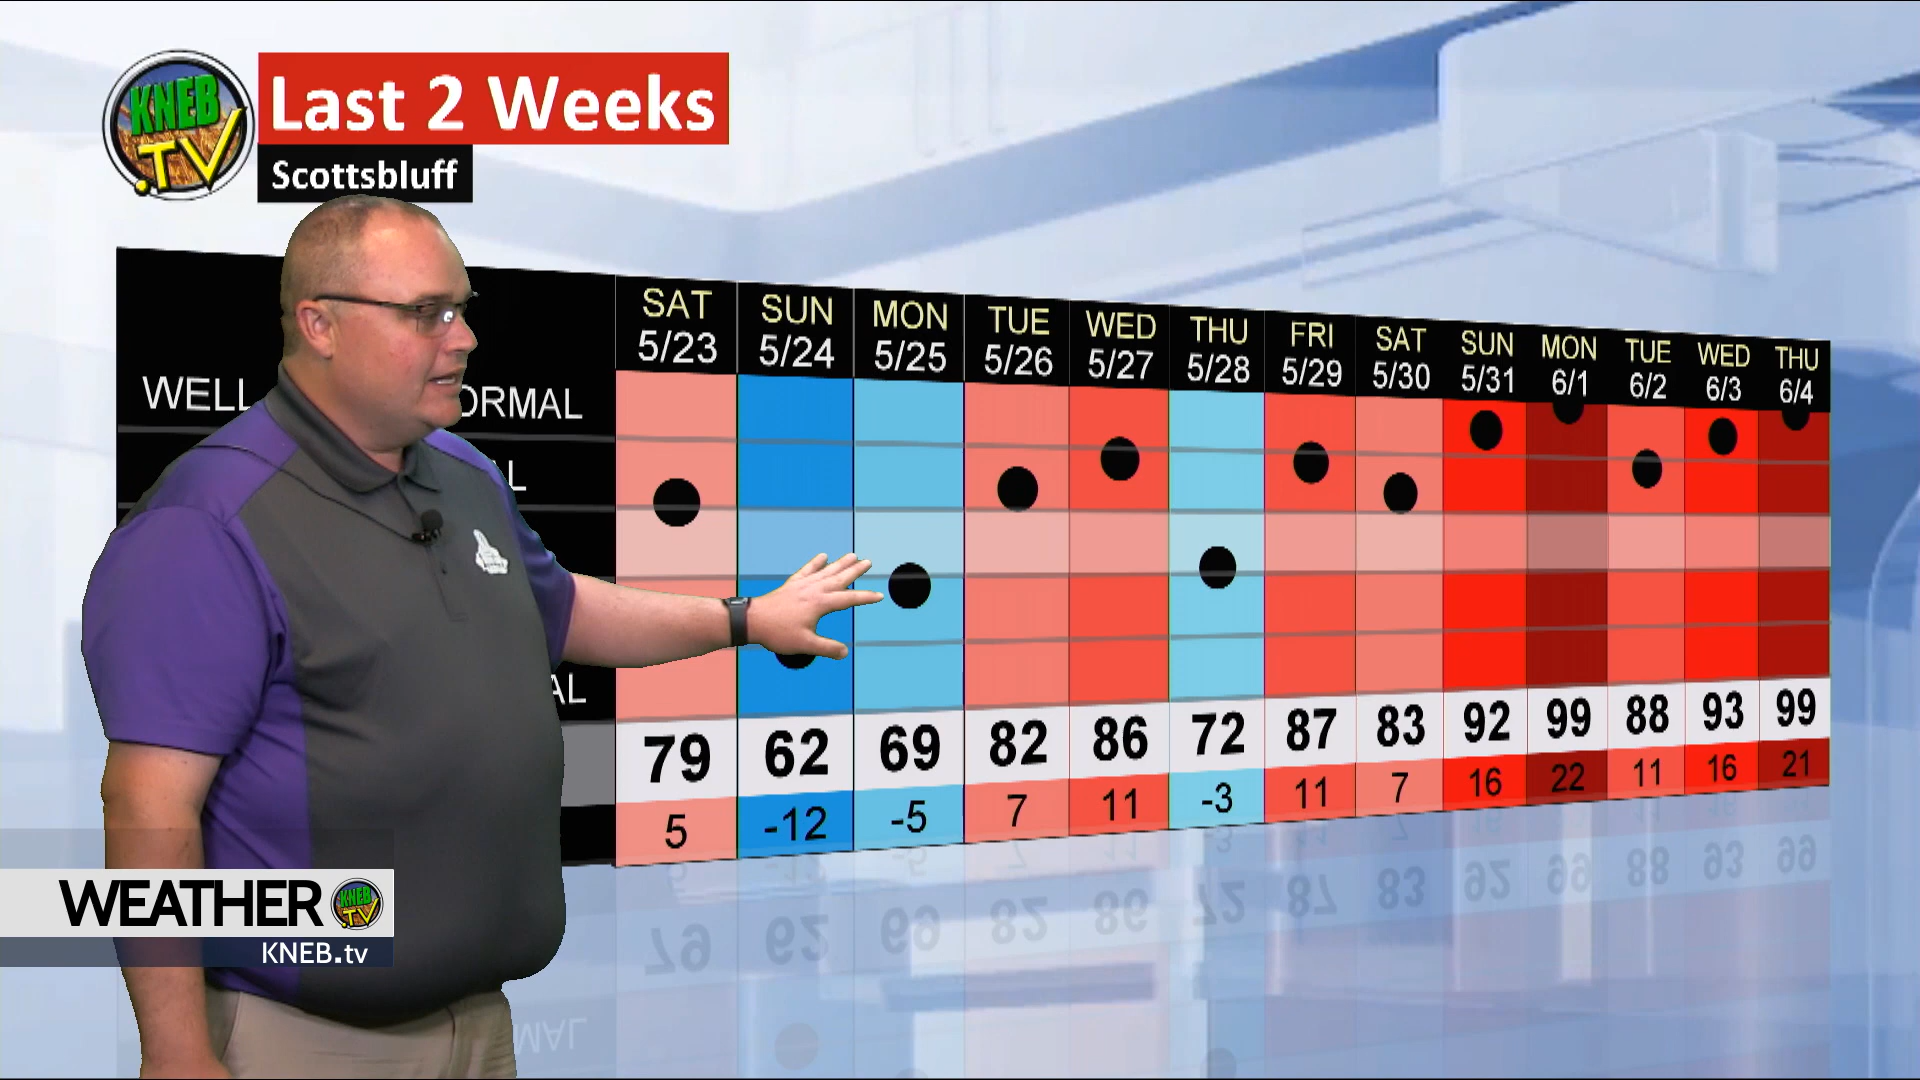 KNEB
.TV
Last 2 Weeks
Scottsbluff
SAT SUN MON TUE WED THU FRI SAT SUN MON TUE WED THU
5/23 5/24 5/25 5/26 5/27 5/28 5/29 5/30 5/31 6/1 6/2 6/3 6/4
WELL ORMAL
L
AL
79 62 69 82 86 72 87 83 92 99 88 93 99
5 -12 -5 7 11 -3 11 7 16 22 11 16 21
WEATHER KNEB .TV
KNEB.tv